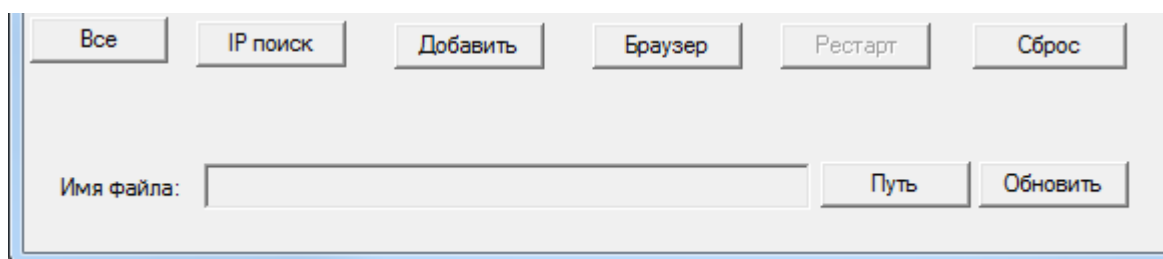 Все IP поиск Добавить Браузер Рестарт Сброс
Имя файла: Путь Обновить